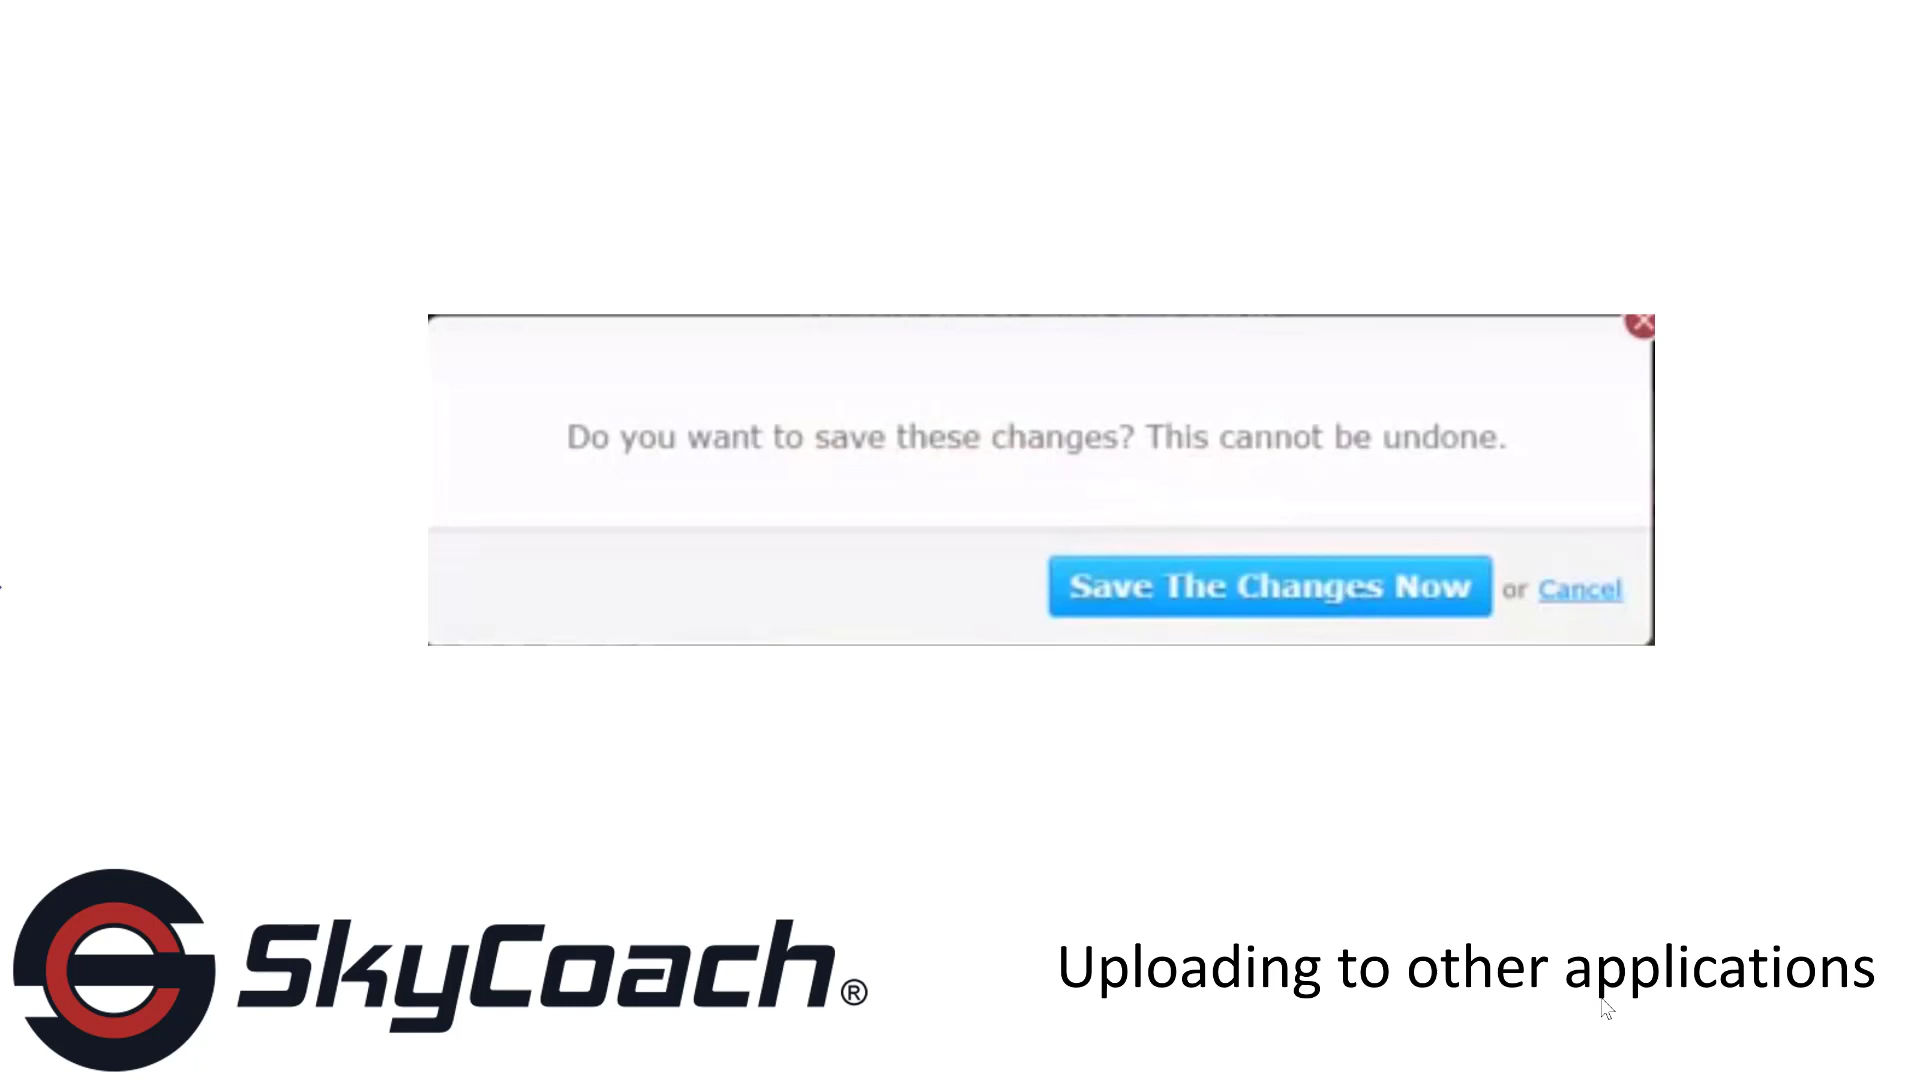 Do you want to save these changes? This cannot be undone.
Save The Changes Now or Cancel
SkyCoach®
Uploading to other applications